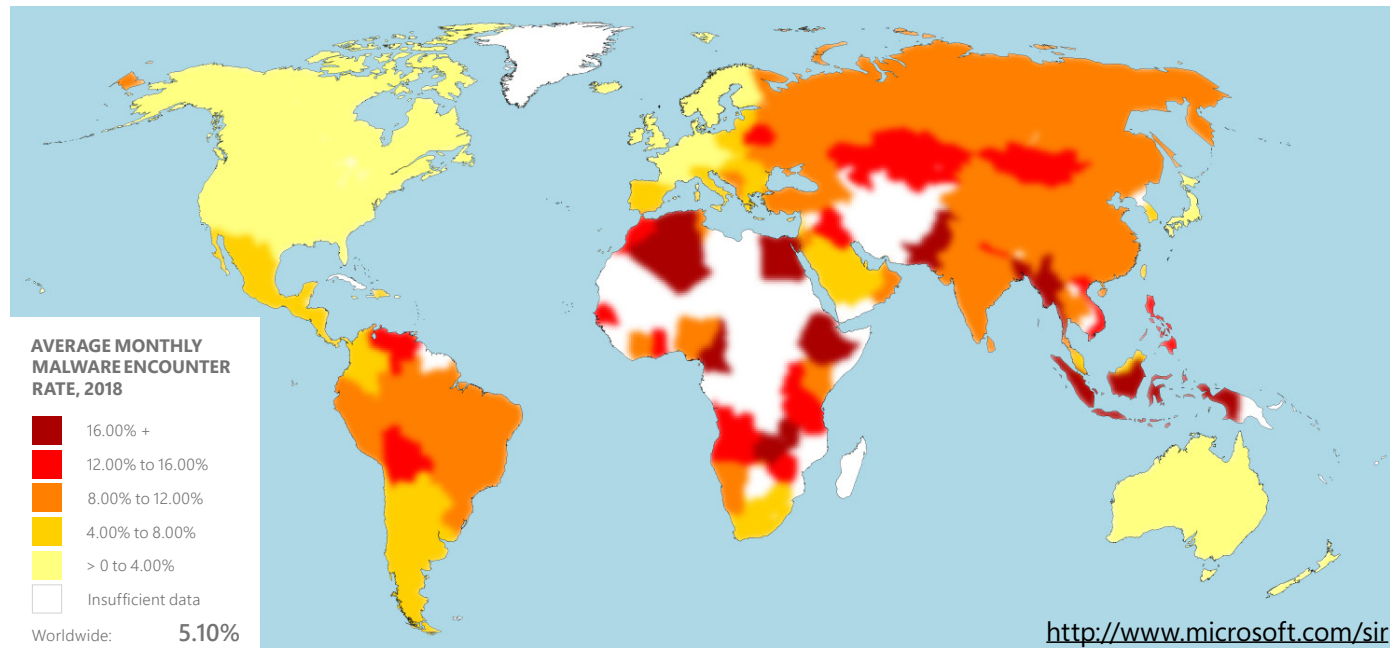 AVERAGE MONTHLY
MALWARE ENCOUNTER
RATE, 2018
16.00% +
12.00% to 16.00%
8.00% to 12.00%
4.00% to 8.00%
> 0 to 4.00%
Insufficient data
Worldwide: 5.10%
http://www.microsoft.com/sir